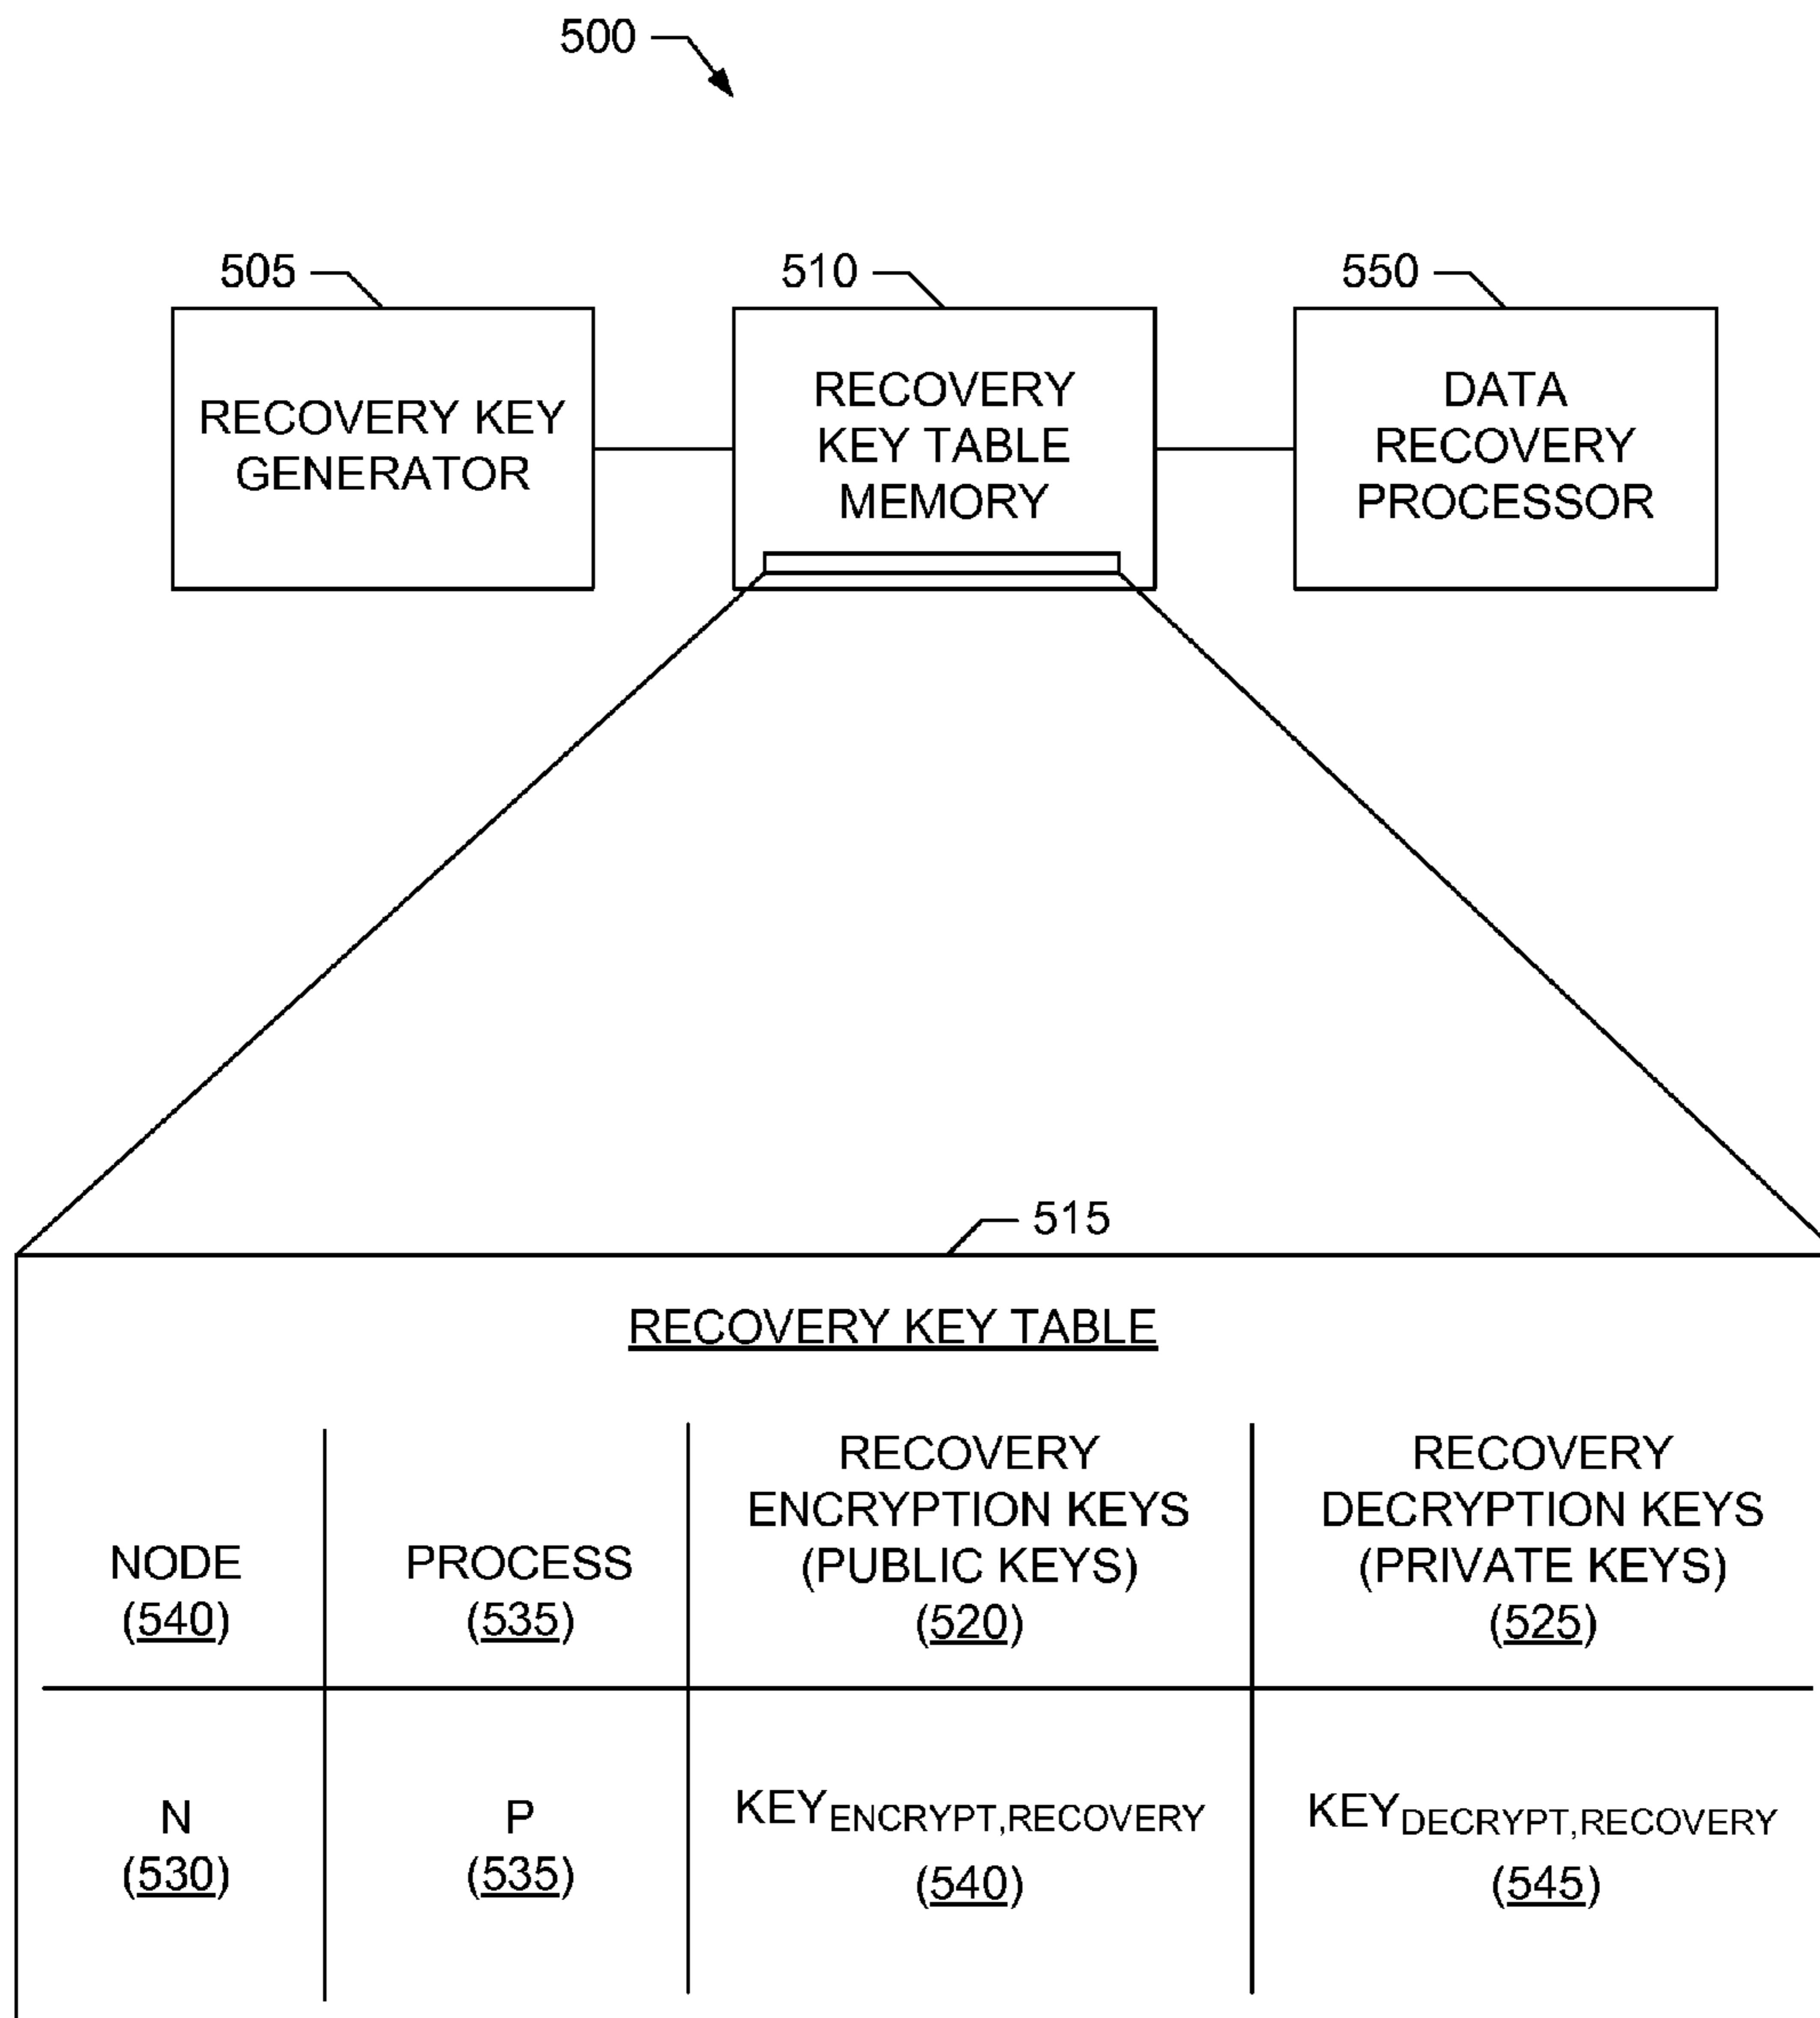 500
505
510
550
RECOVERY KEY
GENERATOR
RECOVERY
KEY TABLE
MEMORY
DATA
RECOVERY
PROCESSOR
515
RECOVERY KEY TABLE
NODE
(540)
PROCESS
(535)
RECOVERY
ENCRYPTION KEYS
(PUBLIC KEYS)
(520)
RECOVERY
DECRYPTION KEYS
(PRIVATE KEYS)
(525)
N
(530)
P
(535)
KEYENCRYPT,RECOVERY
(540)
KEYDECRYPT,RECOVERY
(545)